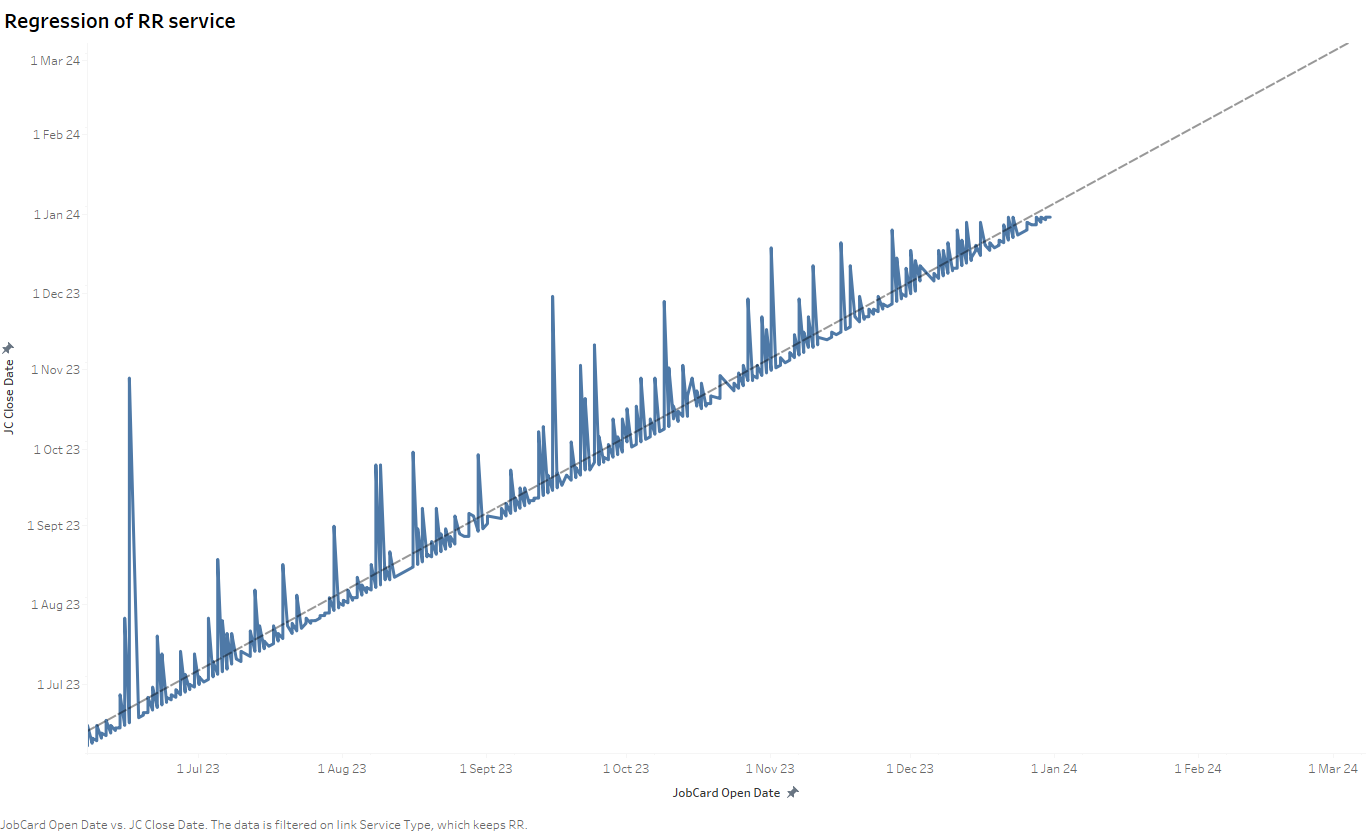 Regression of RR service
1 Mar 24
1 Feb 24
1 Jan 24
1 Dec 23
1 Nov 23
1 Oct 23
1 Sept 23
1 Aug 23
1 Jul 23
JC Close Date
1 Jul 23
1 Aug 23
1 Sept 23
1 Oct 23
1 Nov 23
1 Dec 23
1 Jan 24
1 Feb 24
1 Mar 24
JobCard Open Date
JobCard Open Date vs. JC Close Date. The data is filtered on link Service Type, which keeps RR.